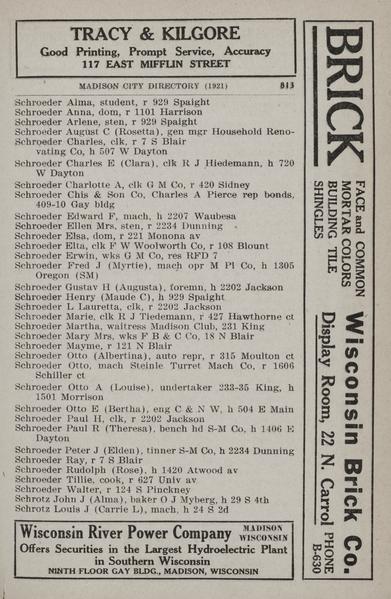 TRACY & KILGORE
Good Printing, Prompt Service, Accuracy
117 EAST MIFFLIN STREET
MADISON CITY DIRECTORY (1921) 813
Schroeder Alma, student, r 929 Spaight
Schroeder Anna, dom, r 1101 Harrison
Schroeder Arlene, sten, r 929 Spaight
Schroeder August C (Rosetta), gen mgr Household Reno-
Schroeder Charles, clk, r 7 S Blair
vating Co, h 507 W Dayton
Schroeder Charles E (Clara), clk R J Hiedemann, h 720
W Dayton
Schroeder Charlotte A, clk G M Co, r 420 Sidney
Schroeder Chis & Son Co, Charles A Pierce rep bonds,
409-10 Gay bldg
Schroeder Edward F, mach, h 2207 Waubesa
Schroeder Ellen Mrs, sten, r 2234 Dunning
Schroeder Elsa, dom, r 221 Monona av
Schroeder Elta, clk F W Woolworth Co, r 108 Blount
Schroeder Erwin, wks G M Co, res RFD 7
Schroeder Fred J (Myrtie), mach opr M Pl Co, h 1305
Oregon (SM)
Schroeder Gustav H (Augusta), foremn, h 2202 Jackson
Schroeder Henry (Maude C), h 929 Spaight
Schroeder L Lauretta, clk, r 2202 Jackson
Schroeder Marie, clk R J Tiedemann, r 427 Hawthorne ct
Schroeder Martha, waitress Madison Club, 231 King
Schroeder Mary Mrs, wks F B & C Co, 18 N Blair
Schroeder Mayme, r 121 N Blair
Schroeder Otto (Albertina), auto repr, r 315 Moulton ct
Schroeder Otto, mach Steinle Turret Mach Co, r 1606
Schiller ct
Schroeder Otto A (Louise), undertaker 233-35 King, h
1501 Morrison
Schroeder Otto E (Bertha), eng C & N W, h 504 E Main
Schroeder Paul H, clk, r 2202 Jackson
Schroeder Paul R (Theresa), bench hd S-M Co, h 1406 E
Dayton
Schroeder Peter J (Elden), tinner S-M Co, h 2234 Dunning
Schroeder Ray, r 7 S Blair
Schroeder Rudolph (Rose), h 1420 Atwood av
Schroeder Tillie, cook, r 627 Univ av
Schroeder Walter, r 124 S Pinckney
Schrotz John J (Alma), baker O J Myberg, h 29 S 4th
Schrotz Louis J (Carrie L), mach, h 24 S 2d
Wisconsin River Power Company MADISON
WISCONSIN
Offers Securities in the Largest Hydroelectric Plant
in Southern Wisconsin
NINTH FLOOR GAY BLDG., MADISON, WISCONSIN
BRICK
FACE and COMMON
MORTAR COLORS
BUILDING TILE
SHINGLES
Wisconsin Brick Co.
Display Room, 22 N. Carrol PHONE
B-630